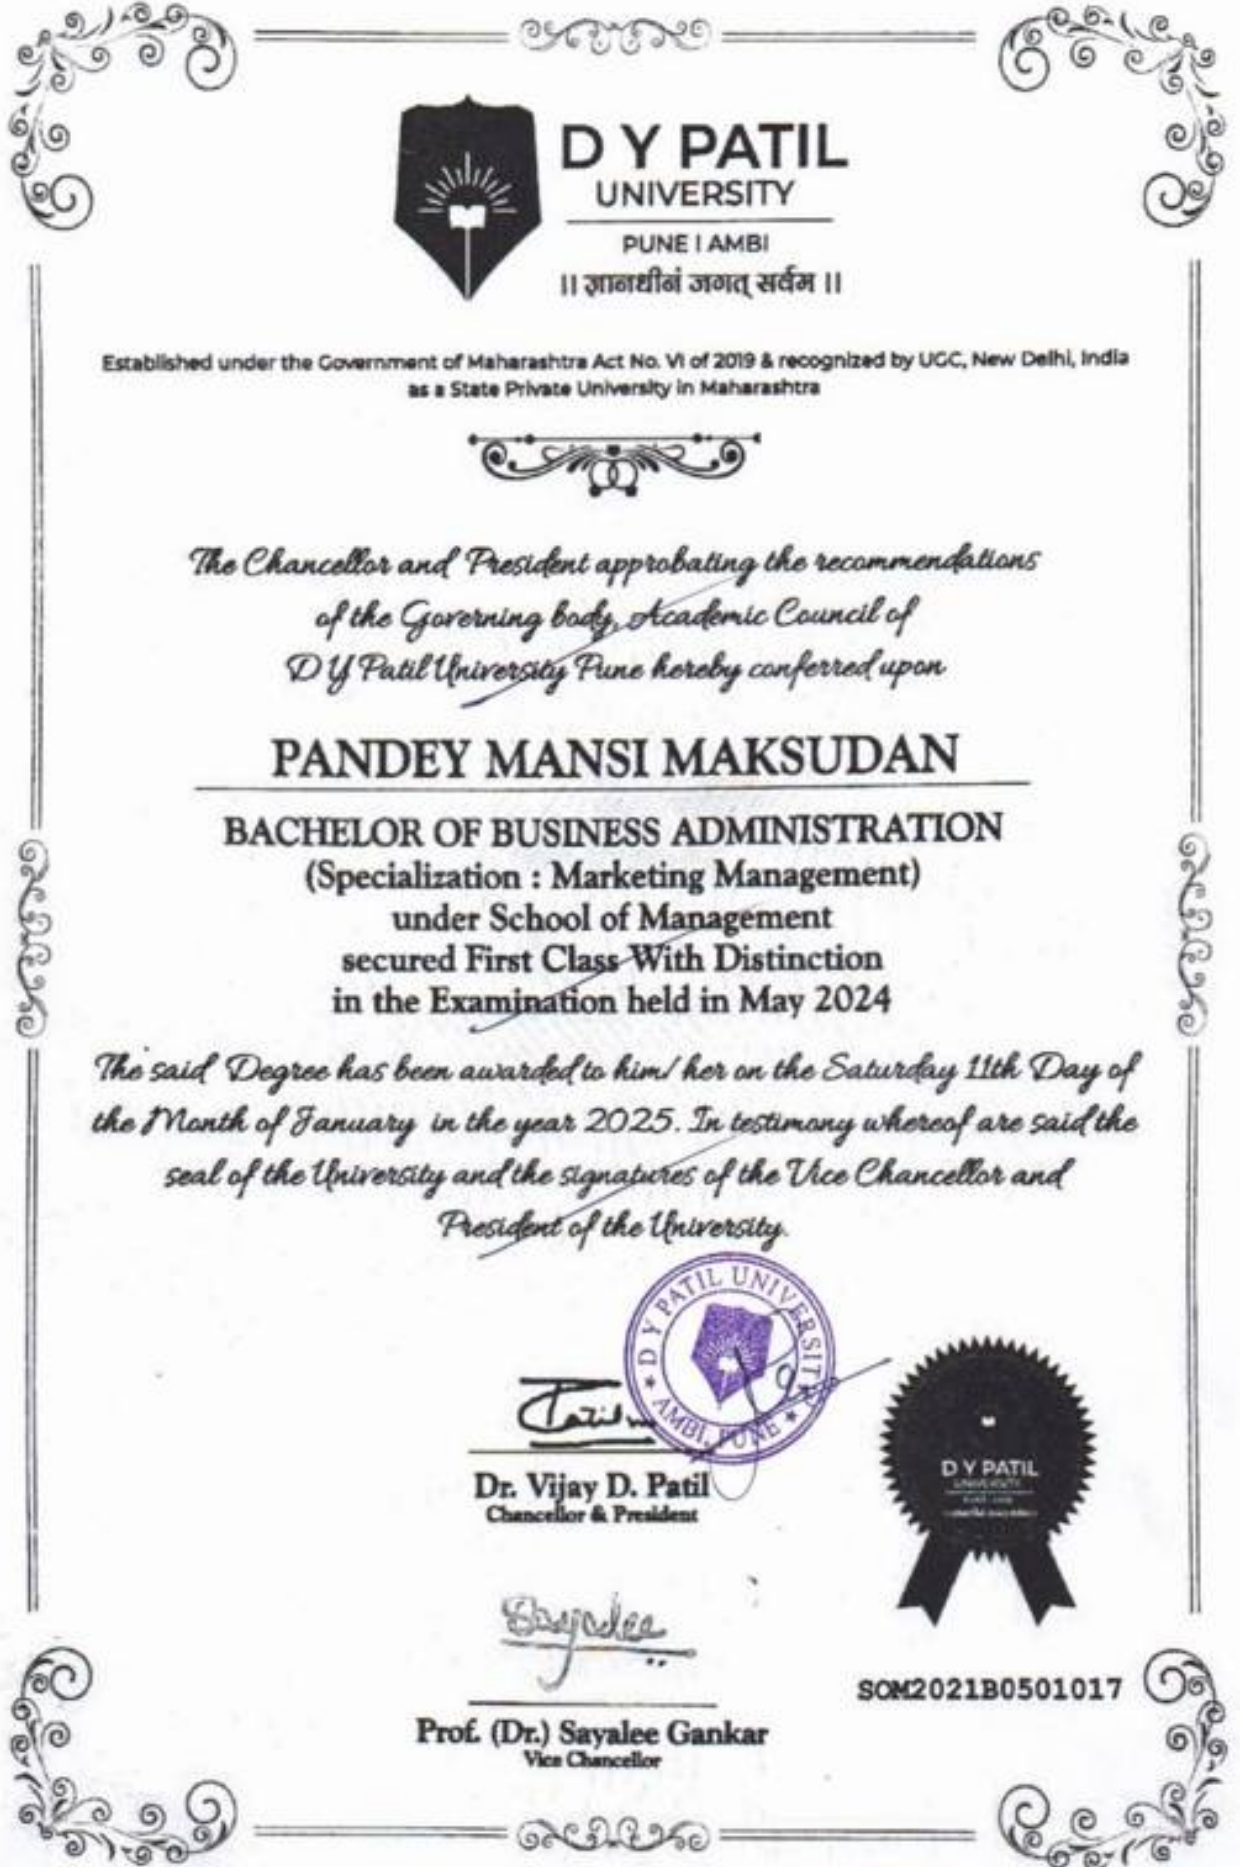 D Y PATIL
UNIVERSITY
PUNE | AMBI
|| ज्ञानधीनं जगत् सर्वम ||
Established under the Government of Maharashtra Act No. VI of 2019 & recognized by UGC, New Delhi, India
as a State Private University in Maharashtra
The Chancellor and President approbating the recommendations
of the Governing body, Academic Council of
D Y Patil University Pune hereby conferred upon
PANDEY MANSI MAKSUDAN
BACHELOR OF BUSINESS ADMINISTRATION
(Specialization : Marketing Management)
under School of Management
secured First Class With Distinction
in the Examination held in May 2024
The said Degree has been awarded to him/ her on the Saturday 11th Day of
the Month of January in the year 2025. In testimony whereof are said the
seal of the University and the signatures of the Vice Chancellor and
President of the University.
D Y PATIL UNIVERSITY
AMBI, PUNE
Patil
Dr. Vijay D. Patil
Chancellor & President
D Y PATIL
UNIVERSITY
Sayalee
SOM2021B0501017
Prof. (Dr.) Sayalee Gankar
Vice Chancellor